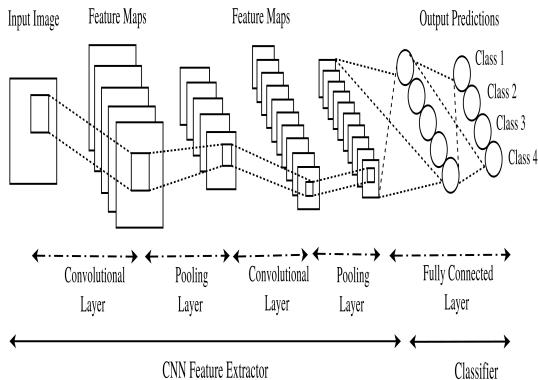 Input Image
Feature Maps
Feature Maps
Output Predictions
Class 1
Class 2
Class 3
Class 4
Convolutional
Layer
Pooling
Layer
Convolutional
Layer
Pooling
Layer
Fully Connected
Layer
CNN Feature Extractor
Classifier